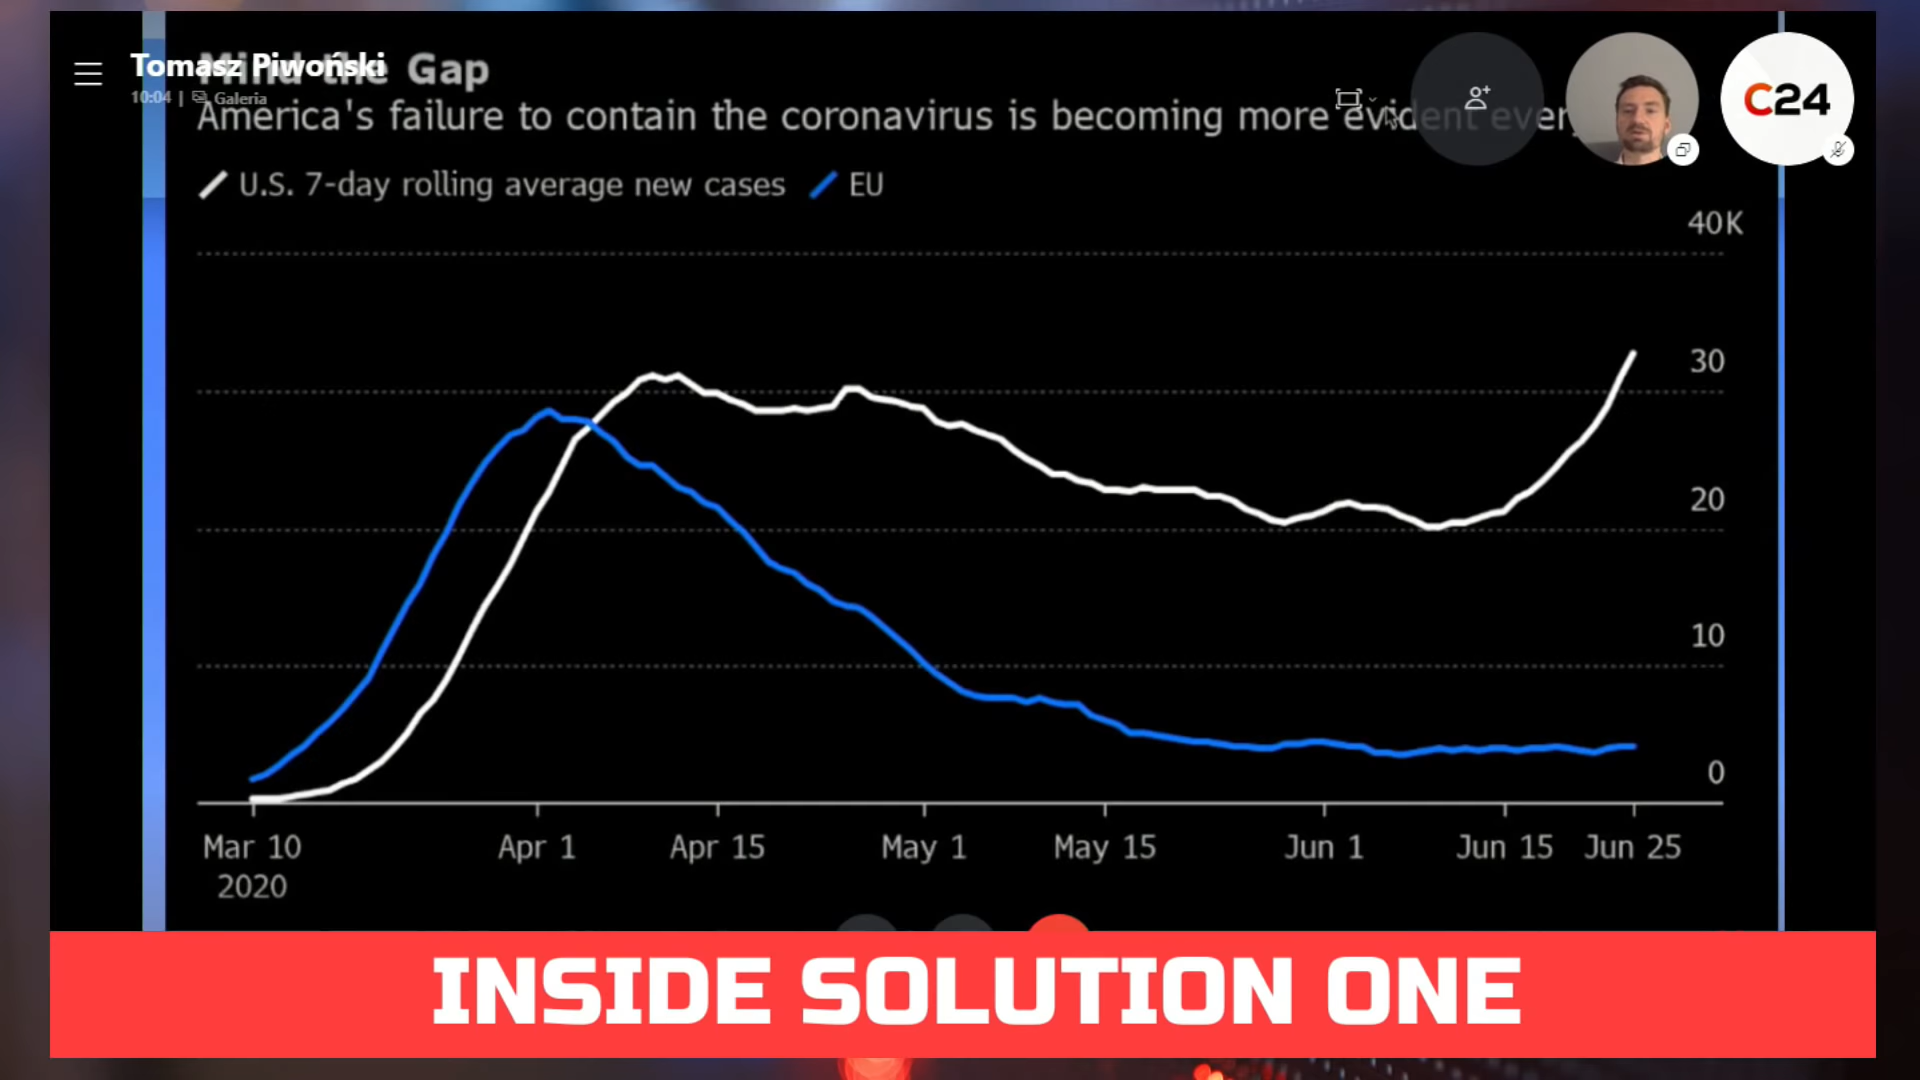 Tomasz Piwoński
Mind the Gap
10:04 | Galeria
America's failure to contain the coronavirus is becoming more evident
C24
U.S. 7-day rolling average new cases EU
40K
30
20
10
0
Mar 10 Apr 1 Apr 15 May 1 May 15 Jun 1 Jun 15 Jun 25
2020
INSIDE SOLUTION ONE